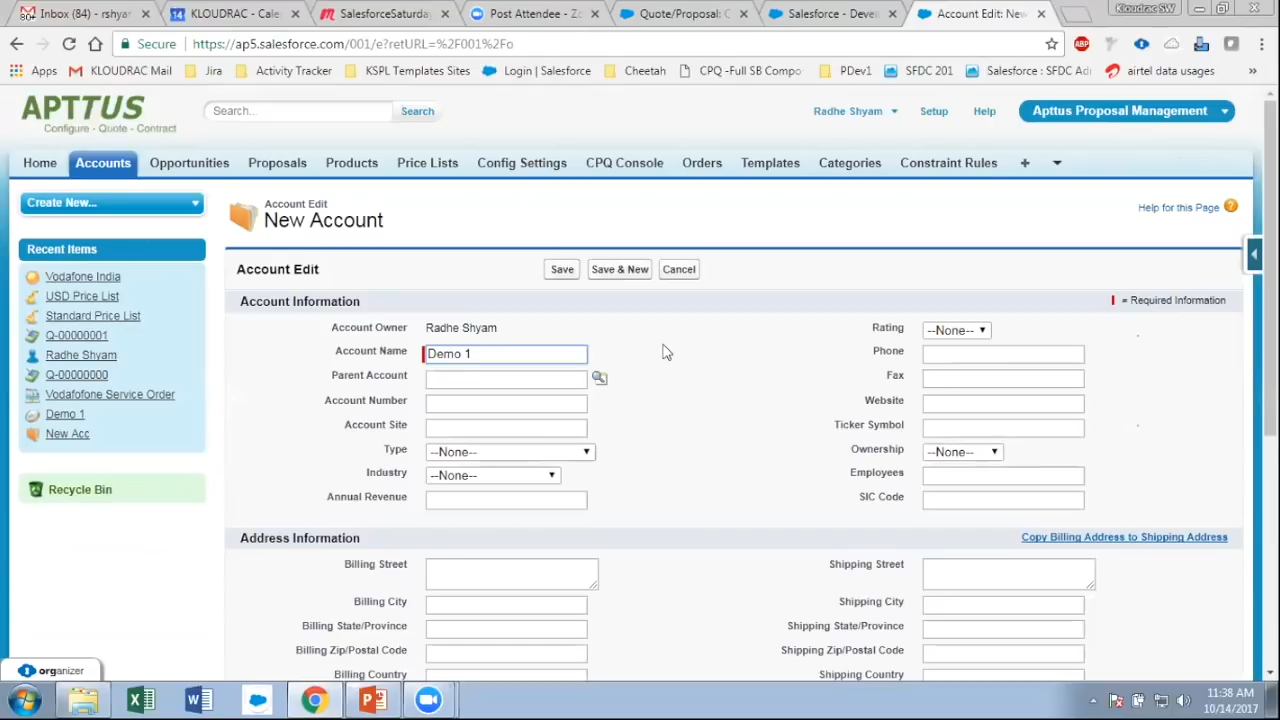 Inbox (84) - rshya
KLOUDRAC - Cale
SalesforceSaturday
Post Attendee - Zo
Quote/Proposal: Q
Salesforce - Devel
Account Edit: New
Kloudrac SW
Secure
https://ap5.salesforce.com/001/e?retURL=%2F001%2Fo
Apps
KLOUDRAC Mail
Jira
Activity Tracker
KSPL Templates Sites
Login | Salesforce
Cheetah
CPQ -Full SB Compo
PDev1
SFDC 201
Salesforce : SFDC Adi
airtel data usages
»
APTTUS
Configure - Quote - Contract
Search...
Search
Radhe Shyam
Setup
Help
Apttus Proposal Management
Home
Accounts
Opportunities
Proposals
Products
Price Lists
Config Settings
CPQ Console
Orders
Templates
Categories
Constraint Rules
+
Create New...
Recent Items
Vodafone India
USD Price List
Standard Price List
Q-00000001
Radhe Shyam
Q-00000000
Vodafofone Service Order
Demo 1
New Acc
Recycle Bin
Account Edit
New Account
Help for this Page
Account Edit
Save
Save & New
Cancel
Account Information
= Required Information
Account Owner Radhe Shyam
Rating --None--
Account Name Demo 1
Phone
Parent Account
Fax
Account Number
Website
Account Site
Ticker Symbol
Type --None--
Ownership --None--
Industry --None--
Employees
Annual Revenue
SIC Code
Address Information
Copy Billing Address to Shipping Address
Billing Street
Shipping Street
Billing City
Shipping City
Billing State/Province
Shipping State/Province
Billing Zip/Postal Code
Shipping Zip/Postal Code
Billing Country
Shipping Country
organizer
11:38 AM
10/14/2017